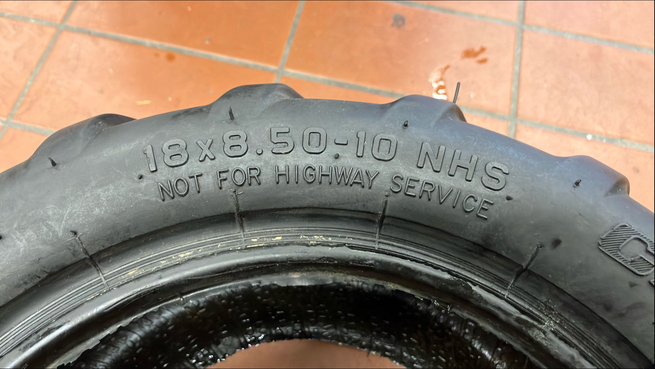 18x8.50-10 NHS
NOT FOR HIGHWAY SERVICE